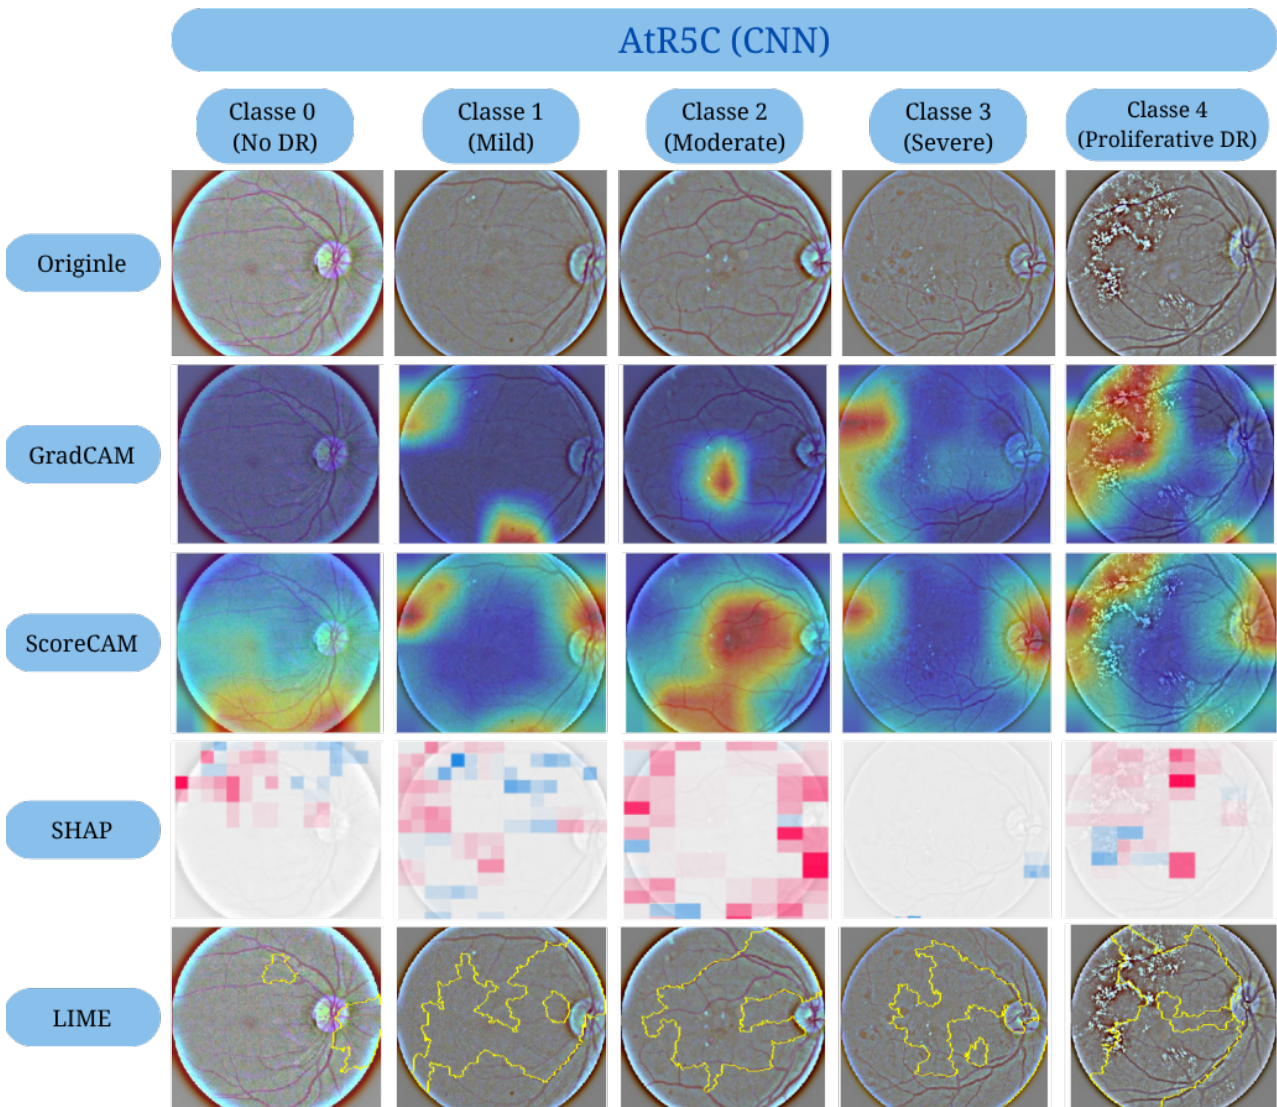 AtR5C (CNN)
Classe 0
(No DR)
Classe 1
(Mild)
Classe 2
(Moderate)
Classe 3
(Severe)
Classe 4
(Proliferative DR)
Originle
GradCAM
ScoreCAM
SHAP
LIME